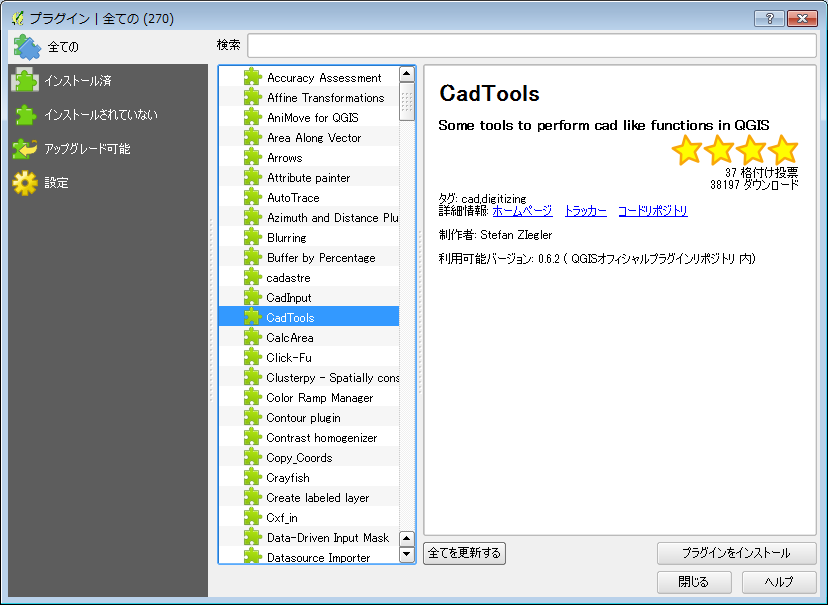 プラグイン | 全ての (270)
全ての
インストール済
インストールされていない
アップグレード可能
設定
検索
Accuracy Assessment
Affine Transformations
AniMove for QGIS
Area Along Vector
Arrows
Attribute painter
AutoTrace
Azimuth and Distance Plu
Blurring
Buffer by Percentage
cadastre
CadInput
CadTools
CalcArea
Click-Fu
Clusterpy - Spatially cons
Color Ramp Manager
Contour plugin
Contrast homogenizer
Copy_Coords
Crayfish
Create labeled layer
Cxf_in
Data-Driven Input Mask
Datasource Importer
CadTools
Some tools to perform cad like functions in QGIS
37 格付け投票
38197 ダウンロード
タグ: cad,digitizing
詳細情報: ホームページ トラッカー コードリポジトリ
制作者: Stefan ZIegler
利用可能バージョン: 0.6.2 ( QGISオフィシャルプラグインリポジトリ 内)
全てを更新する
プラグインをインストール
閉じる
ヘルプ